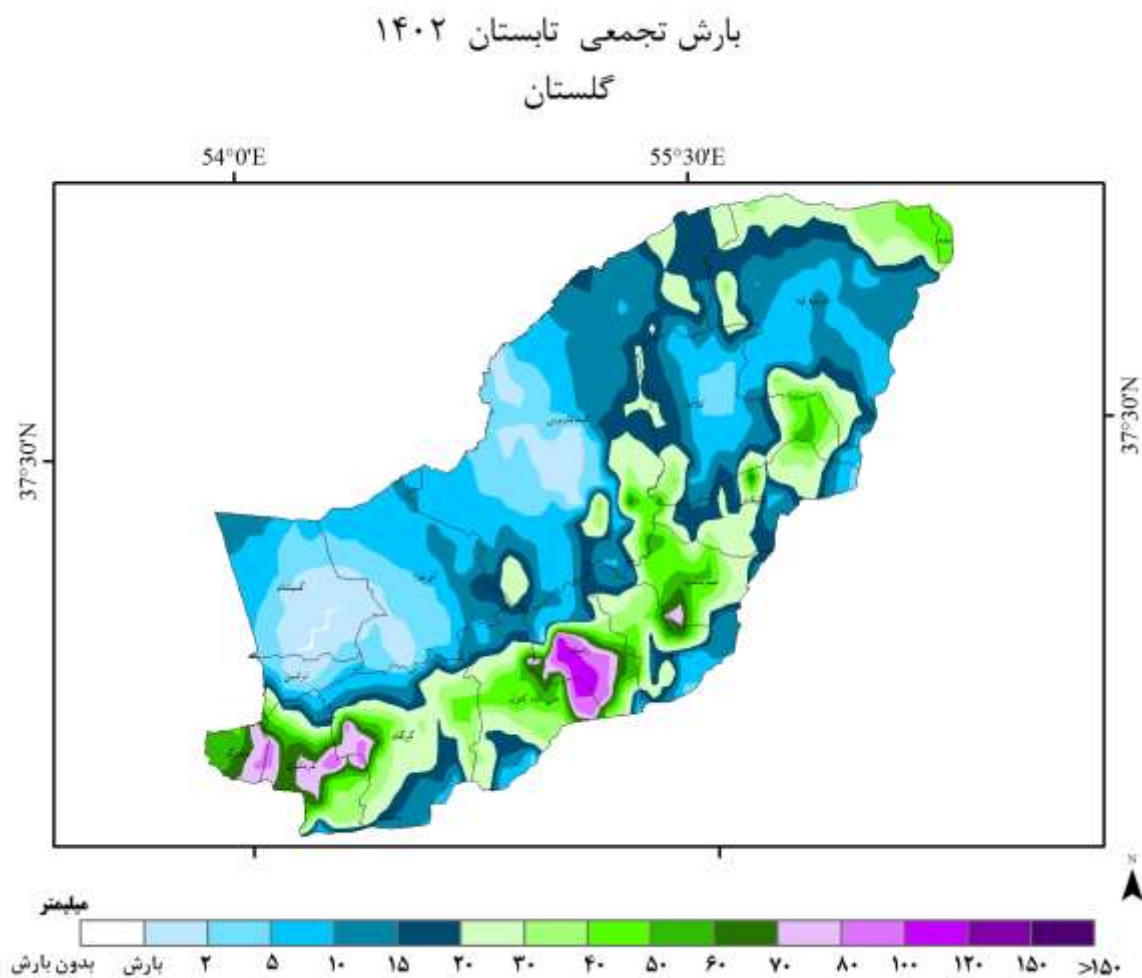 بارش تجمعی تابستان ۱۴۰۲
گلستان
54°0'E 55°30'E
37°30'N
37°30'N
گرگان
N
میلیمتر
بدون بارش بارش ۲ ۵ ۱۰ ۱۵ ۲۰ ۳۰ ۴۰ ۵۰ ۶۰ ۷۰ ۸۰ ۱۰۰ ۱۲۰ ۱۵۰ >۱۵۰